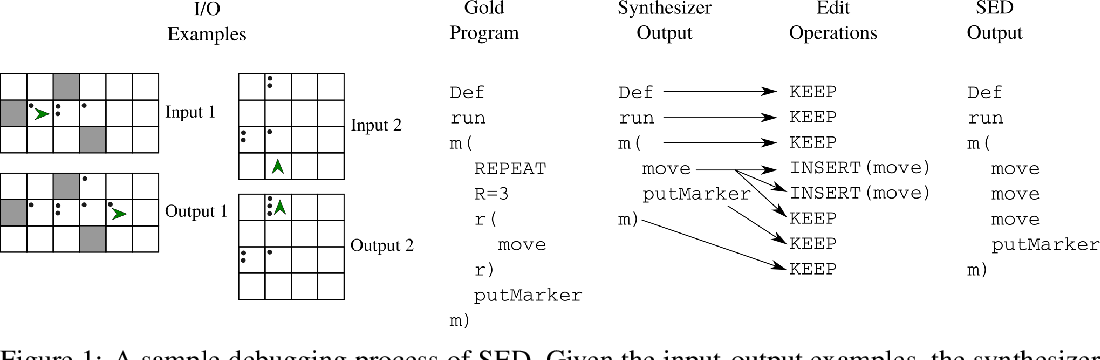 I/O
Examples
Input 1
Output 1
Input 2
Output 2
Gold
Program
Def
run
m(
REPEAT
R=3
r(
move
r)
putMarker
m)
Synthesizer
Output
Def
run
m(
move
putMarker
m)
Edit
Operations
KEEP
KEEP
KEEP
INSERT(move)
INSERT(move)
KEEP
KEEP
KEEP
SED
Output
Def
run
m(
move
move
move
putMarker
m)
Figure 1: A sample debugging process of SED. Given the input-output examples, the synthesizer